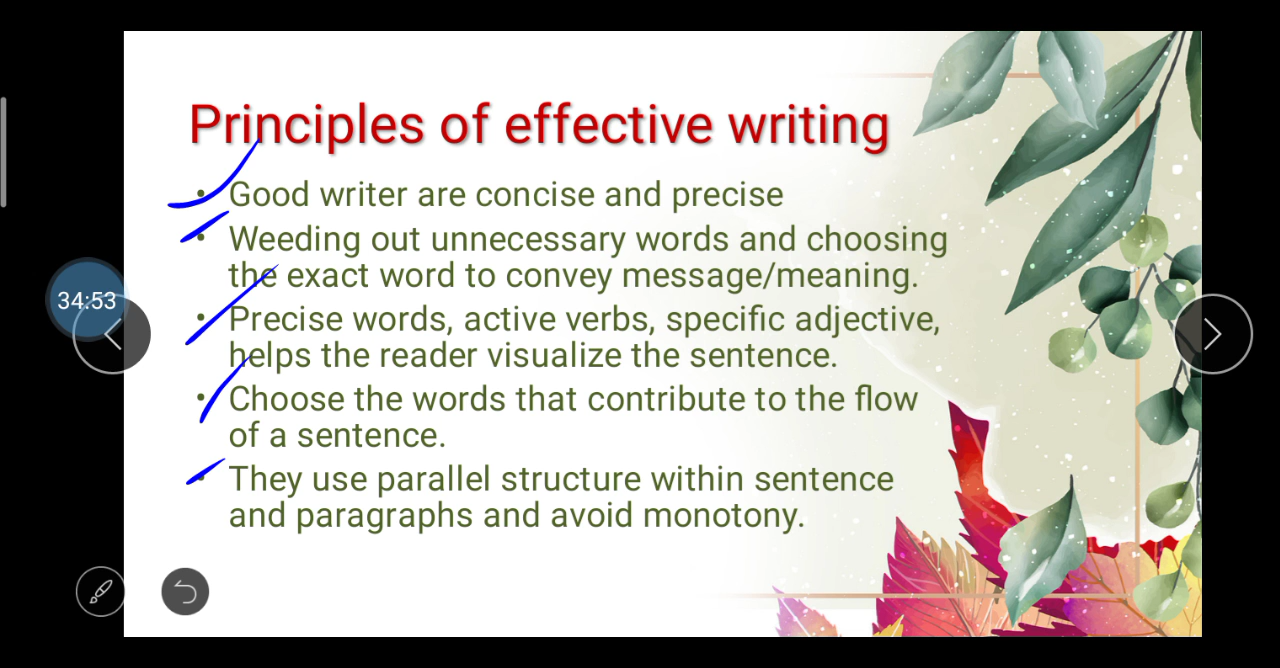 Principles of effective writing
• Good writer are concise and precise
• Weeding out unnecessary words and choosing
the exact word to convey message/meaning.
• Precise words, active verbs, specific adjective,
helps the reader visualize the sentence.
• Choose the words that contribute to the flow
of a sentence.
• They use parallel structure within sentence
and paragraphs and avoid monotony.
34:53